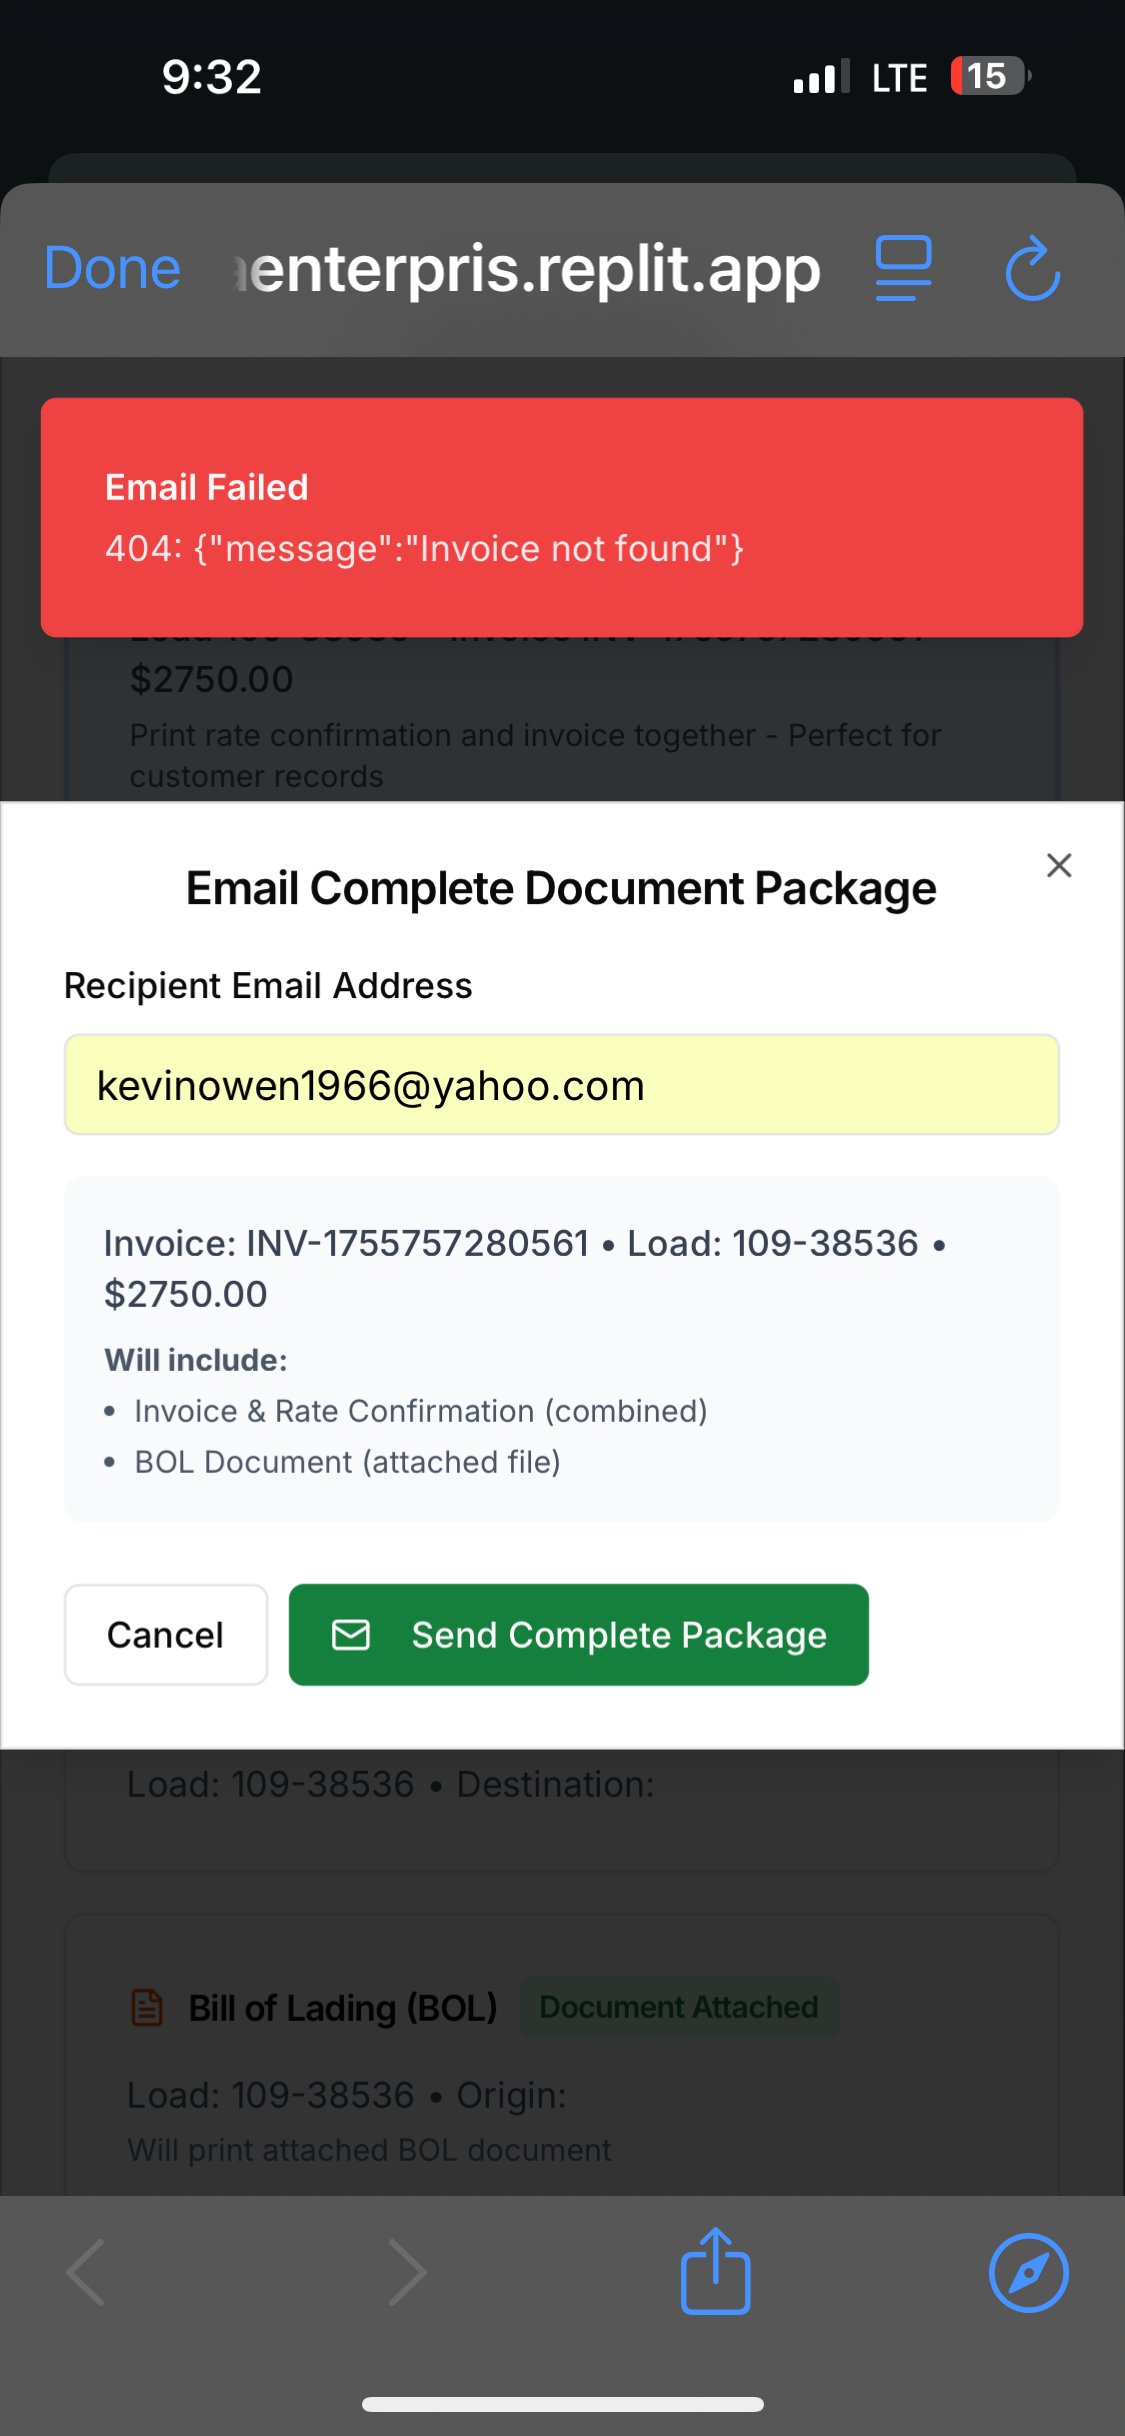 9:32
LTE
15
Done
enterpris.replit.app
Email Failed
404: {"message":"Invoice not found"}
$2750.00
Print rate confirmation and invoice together - Perfect for
customer records
Email Complete Document Package
Recipient Email Address
kevinowen1966@yahoo.com
Invoice: INV-1755757280561 • Load: 109-38536 •
$2750.00
Will include:
• Invoice & Rate Confirmation (combined)
• BOL Document (attached file)
Cancel
Send Complete Package
Load: 109-38536 • Destination:
Bill of Lading (BOL)
Document Attached
Load: 109-38536 • Origin:
Will print attached BOL document